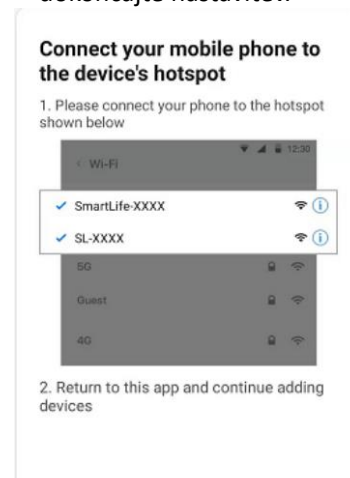 Connect your mobile phone to
the device's hotspot
1. Please connect your phone to the hotspot
shown below
12:30
Wi-Fi
SmartLife-XXXX
SL-XXXX
5G
Guest
4G
2. Return to this app and continue adding
devices